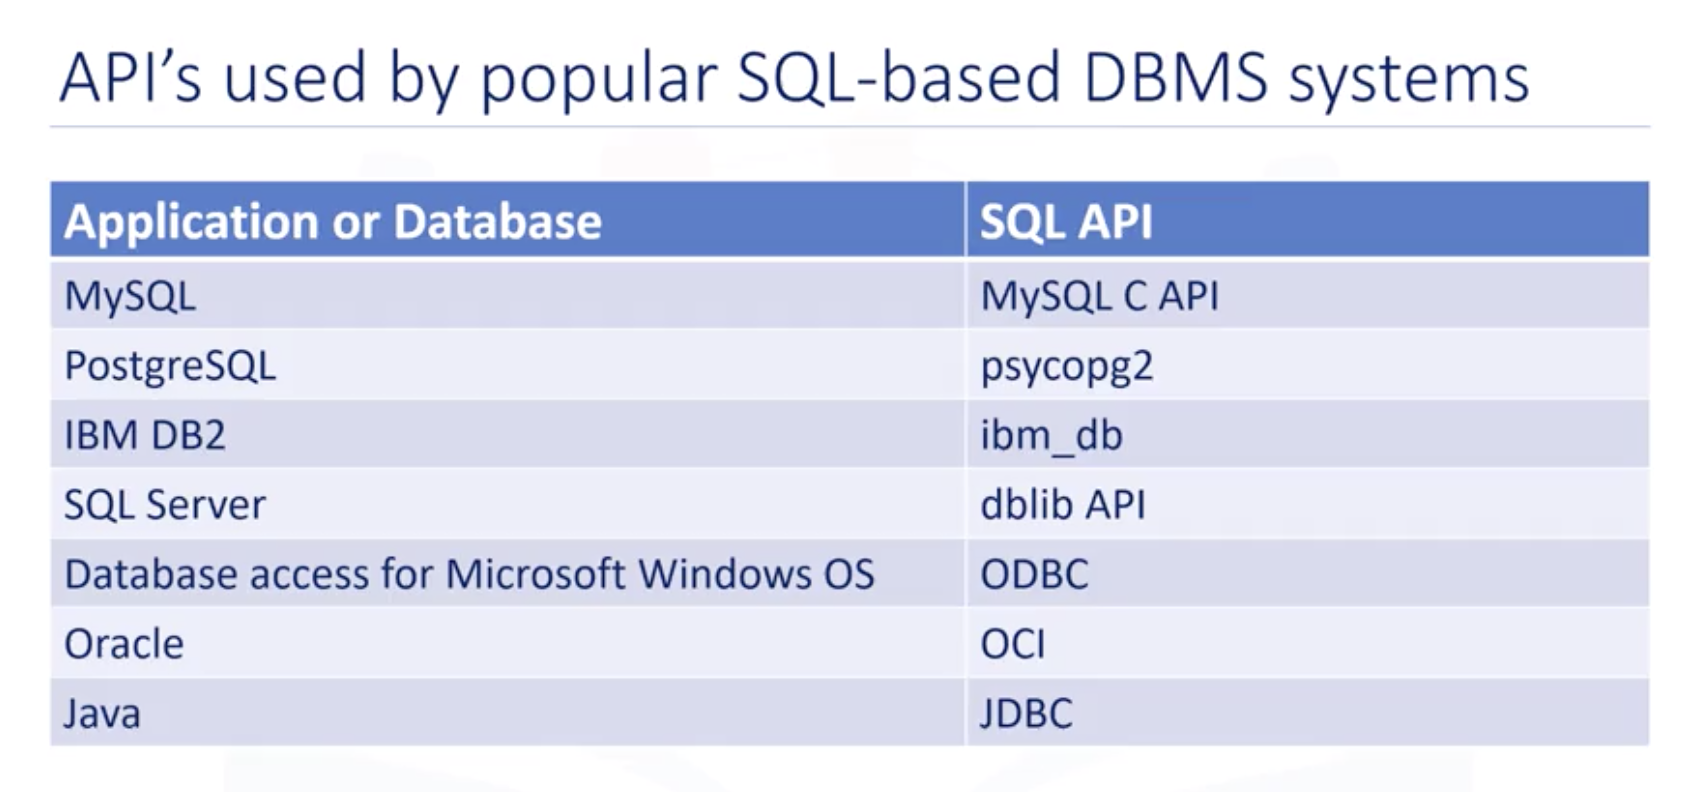 API's used by popular SQL-based DBMS systems
Application or Database SQL API
MySQL MySQL C API
PostgreSQL psycopg2
IBM DB2 ibm_db
SQL Server dblib API
Database access for Microsoft Windows OS ODBC
Oracle OCI
Java JDBC